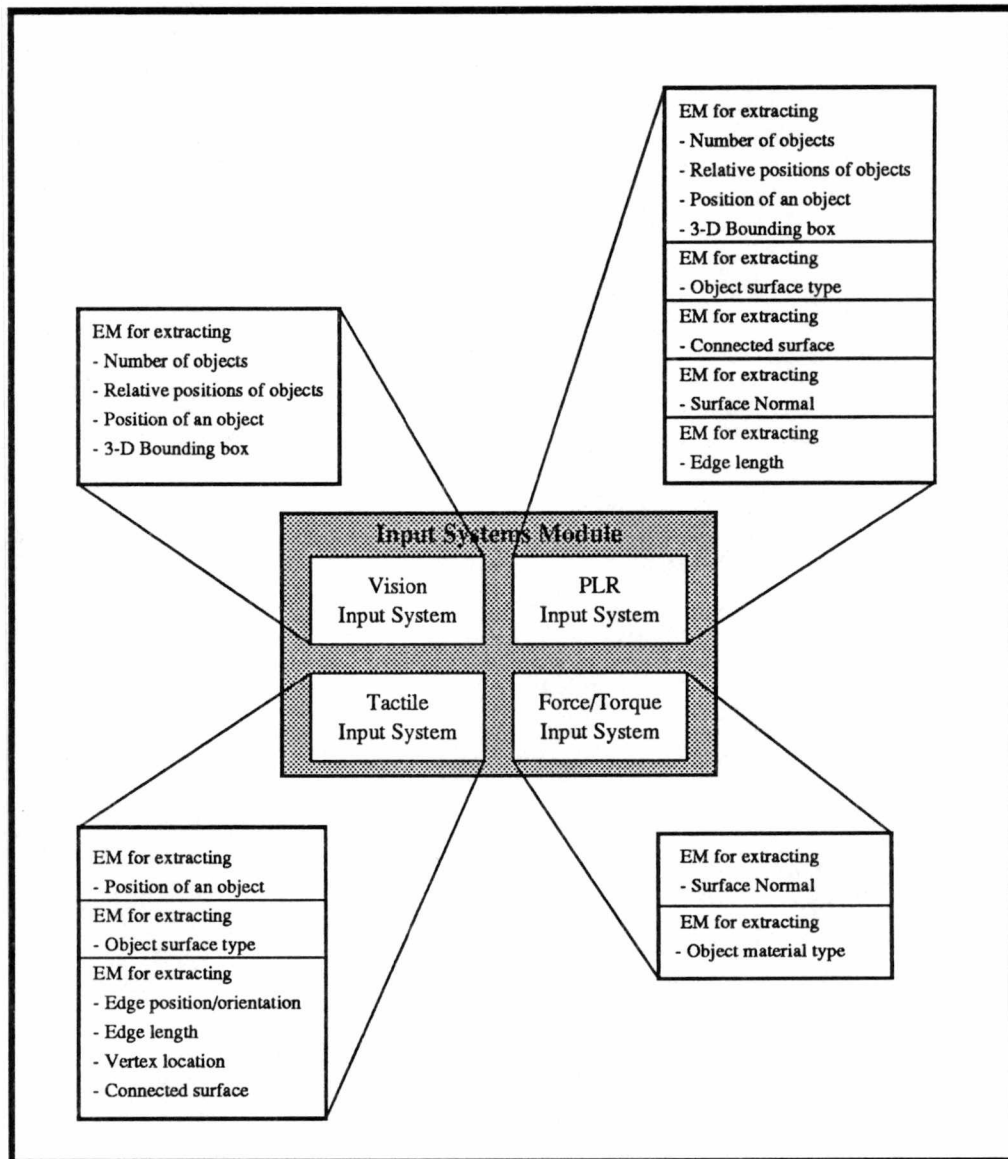 EM for extracting
- Number of objects
- Relative positions of objects
- Position of an object
- 3-D Bounding box
EM for extracting
- Object surface type
EM for extracting
- Connected surface
EM for extracting
- Surface Normal
EM for extracting
- Edge length
EM for extracting
- Number of objects
- Relative positions of objects
- Position of an object
- 3-D Bounding box
Input Systems Module
Vision
Input System
PLR
Input System
Tactile
Input System
Force/Torque
Input System
EM for extracting
- Position of an object
EM for extracting
- Object surface type
EM for extracting
- Edge position/orientation
- Edge length
- Vertex location
- Connected surface
EM for extracting
- Surface Normal
EM for extracting
- Object material type